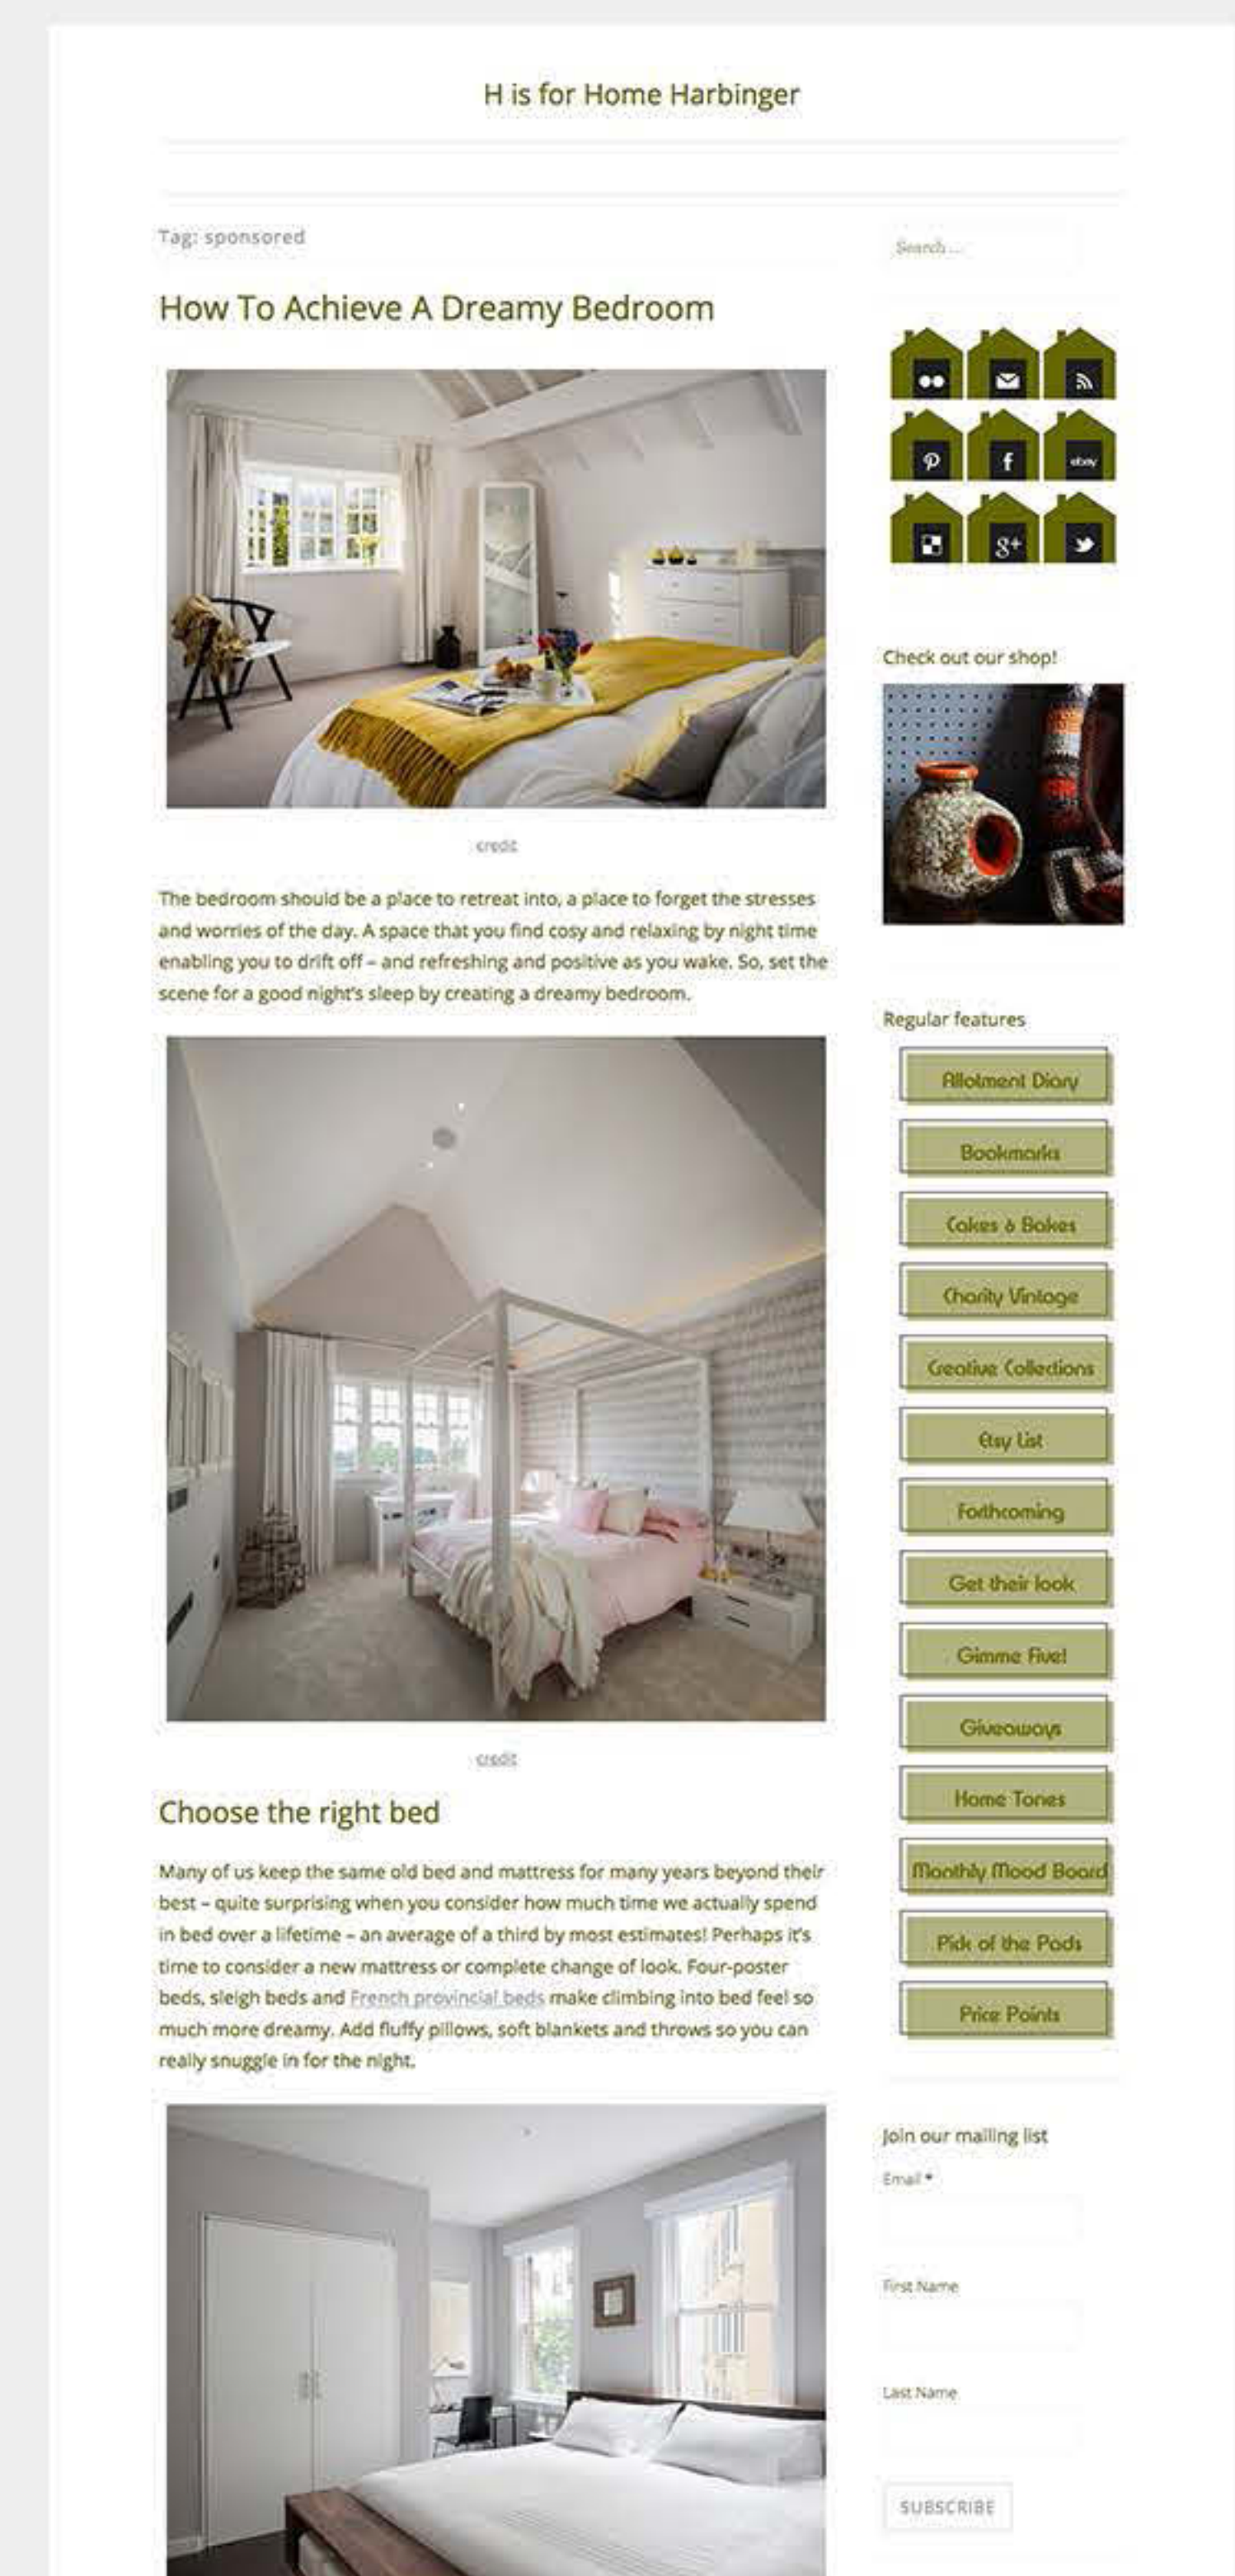 H is for Home Harbinger
Tag: sponsored
How To Achieve A Dreamy Bedroom
credit
The bedroom should be a place to retreat into, a place to forget the stresses
and worries of the day. A space that you find cosy and relaxing by night time
enabling you to drift off – and refreshing and positive as you wake. So, set the
scene for a good night's sleep by creating a dreamy bedroom.
credit
Choose the right bed
Many of us keep the same old bed and mattress for many years beyond their
best – quite surprising when you consider how much time we actually spend
in bed over a lifetime – an average of a third by most estimates! Perhaps it's
time to consider a new mattress or complete change of look. Four-poster
beds, sleigh beds and French provincial beds make climbing into bed feel so
much more dreamy. Add fluffy pillows, soft blankets and throws so you can
really snuggle in for the night.
Search ...
f
ebay
g+
Check out our shop!
Regular features
Allotment Diary
Bookmarks
Cakes & Bakes
Charity Vintage
Creative Collections
Etsy List
Forthcoming
Get their look
Gimme Five!
Giveaways
Home Tones
Monthly Mood Board
Pick of the Pads
Price Points
Join our mailing list
Email *
First Name
Last Name
SUBSCRIBE